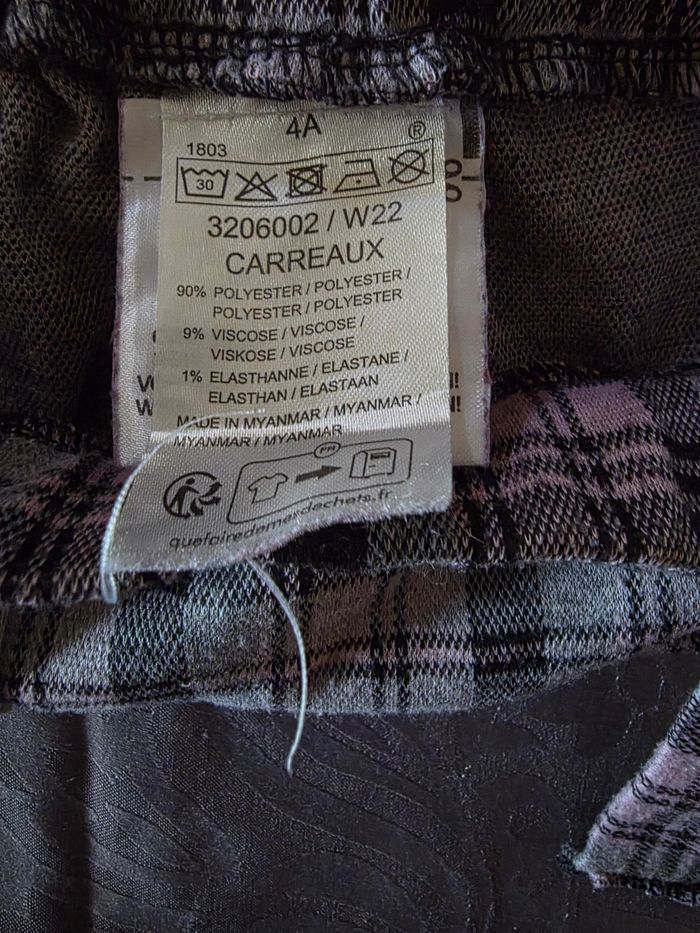 4A
1803
®
30
3206002 / W22
CARREAUX
90% POLYESTER / POLYESTER /
POLYESTER / POLYESTER
9% VISCOSE / VISCOSE /
VISKOSE / VISCOSE
1% ELASTHANNE / ELASTANE /
ELASTHAN / ELASTAAN
MADE IN MYANMAR / MYANMAR /
MYANMAR / MYANMAR
FR
quefairedemesdechets.fr